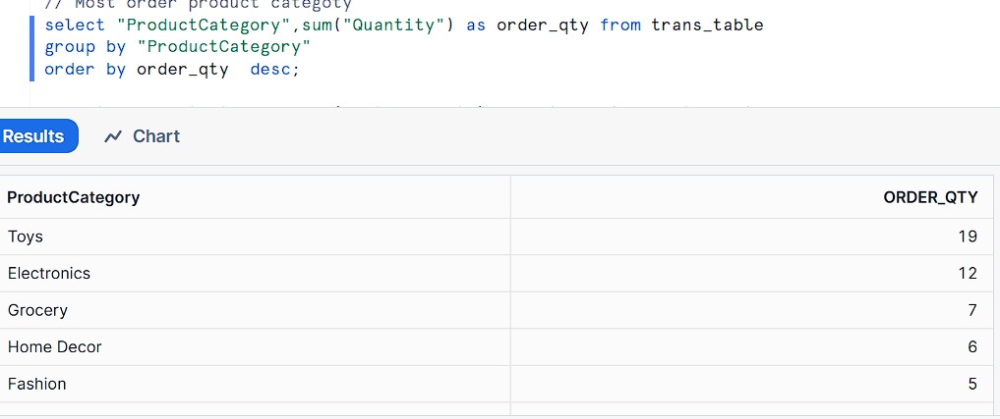 // Most order product categoty
select "ProductCategory",sum("Quantity") as order_qty from trans_table
group by "ProductCategory"
order by order_qty  desc;
Results Chart
ProductCategory ORDER_QTY
Toys 19
Electronics 12
Grocery 7
Home Decor 6
Fashion 5